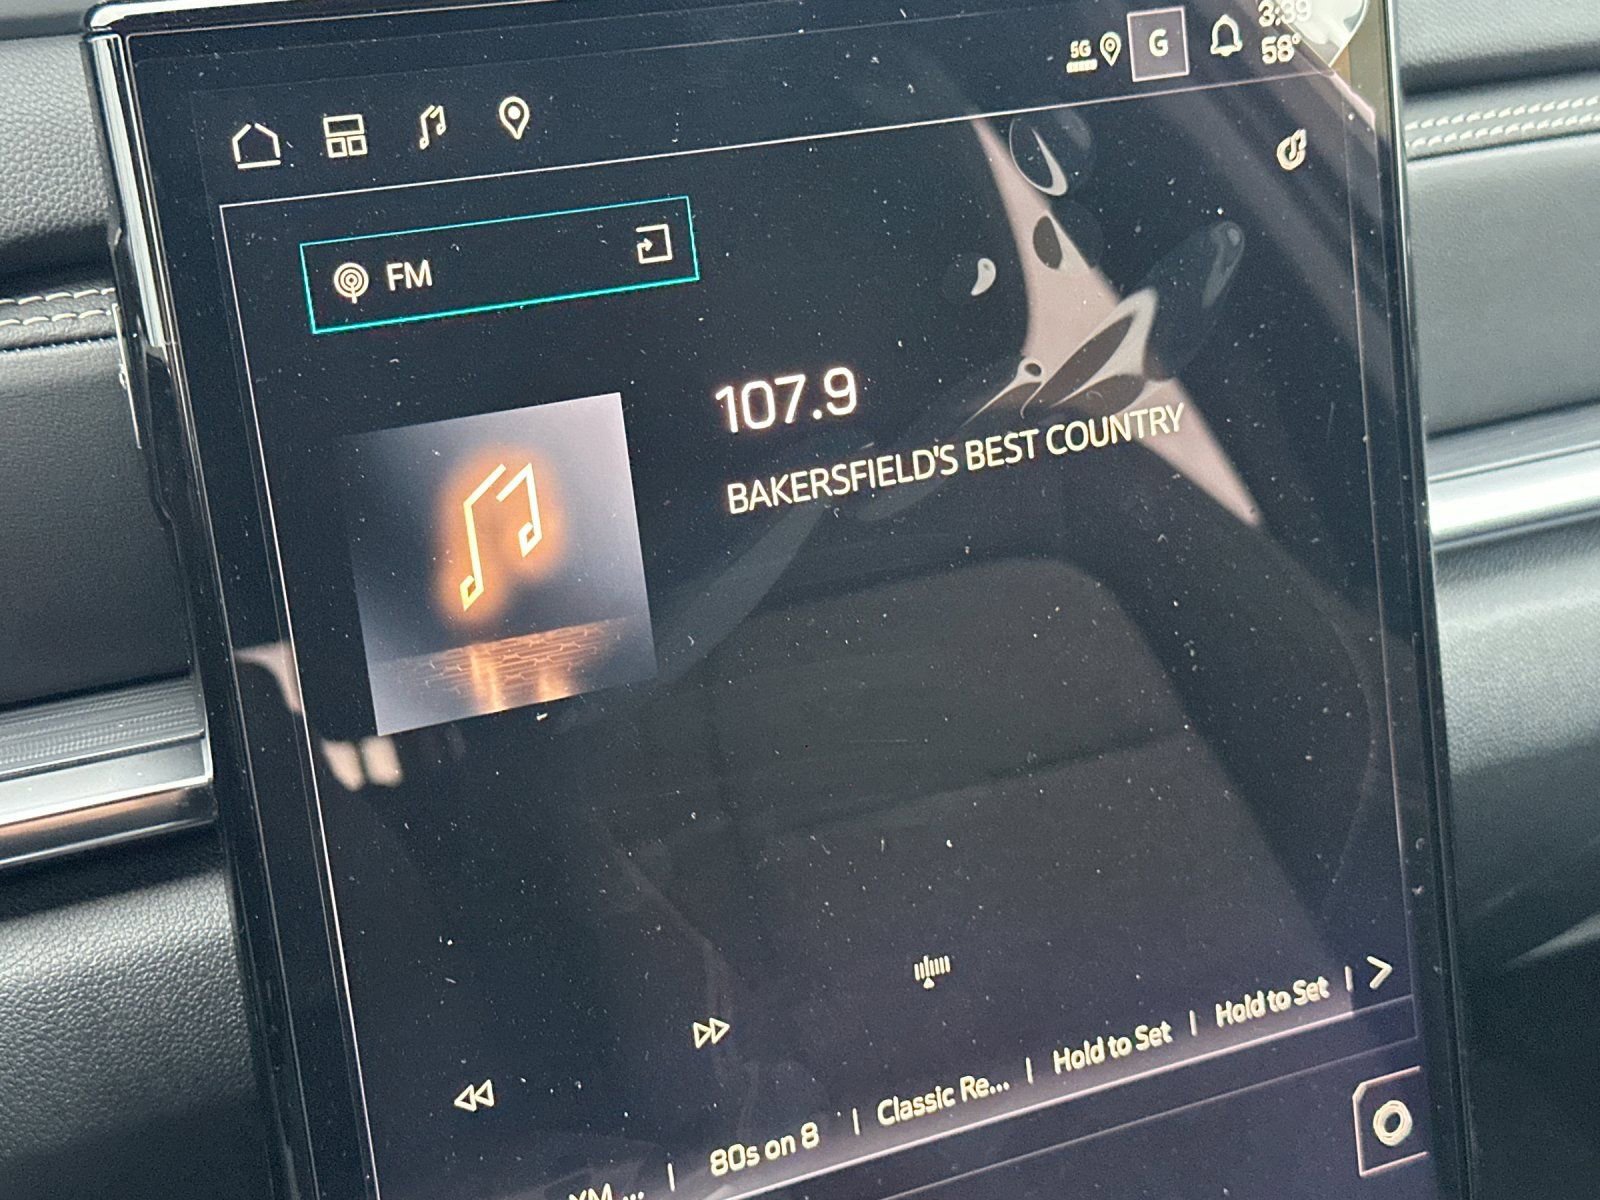 5G
G
3:39
58°
FM
107.9
BAKERSFIELD'S BEST COUNTRY
XM ... | 80s on 8 | Classic Re... | Hold to Set | Hold to Set |